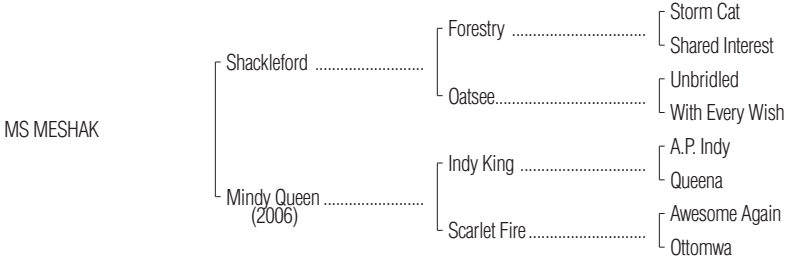 Storm Cat
Forestry ..............................
Shared Interest
Shackleford .........................
Unbridled
Oatsee..................................
With Every Wish
MS MESHAK
A.P. Indy
Indy King ............................
Queena
Mindy Queen .......................
(2006)
Awesome Again
Scarlet Fire..........................
Ottomwa